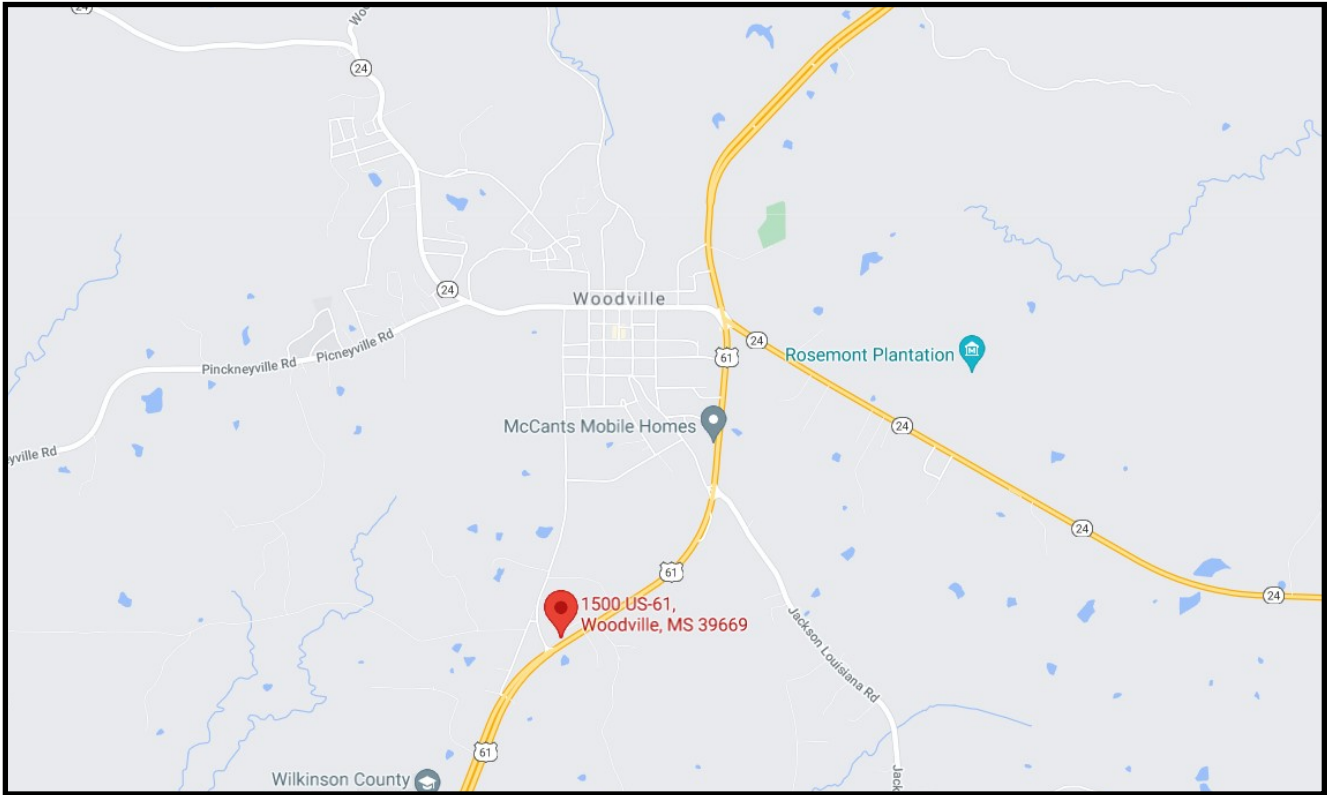 24
Woo
24
24
Woodville
24
61
Rosemont Plantation
Pinckneyville Rd
Picneyville Rd
McCants Mobile Homes
24
yville Rd
24
61
24
1500 US-61,
Woodville, MS 39669
Jackson Louisiana Rd
61
Wilkinson County
Jack